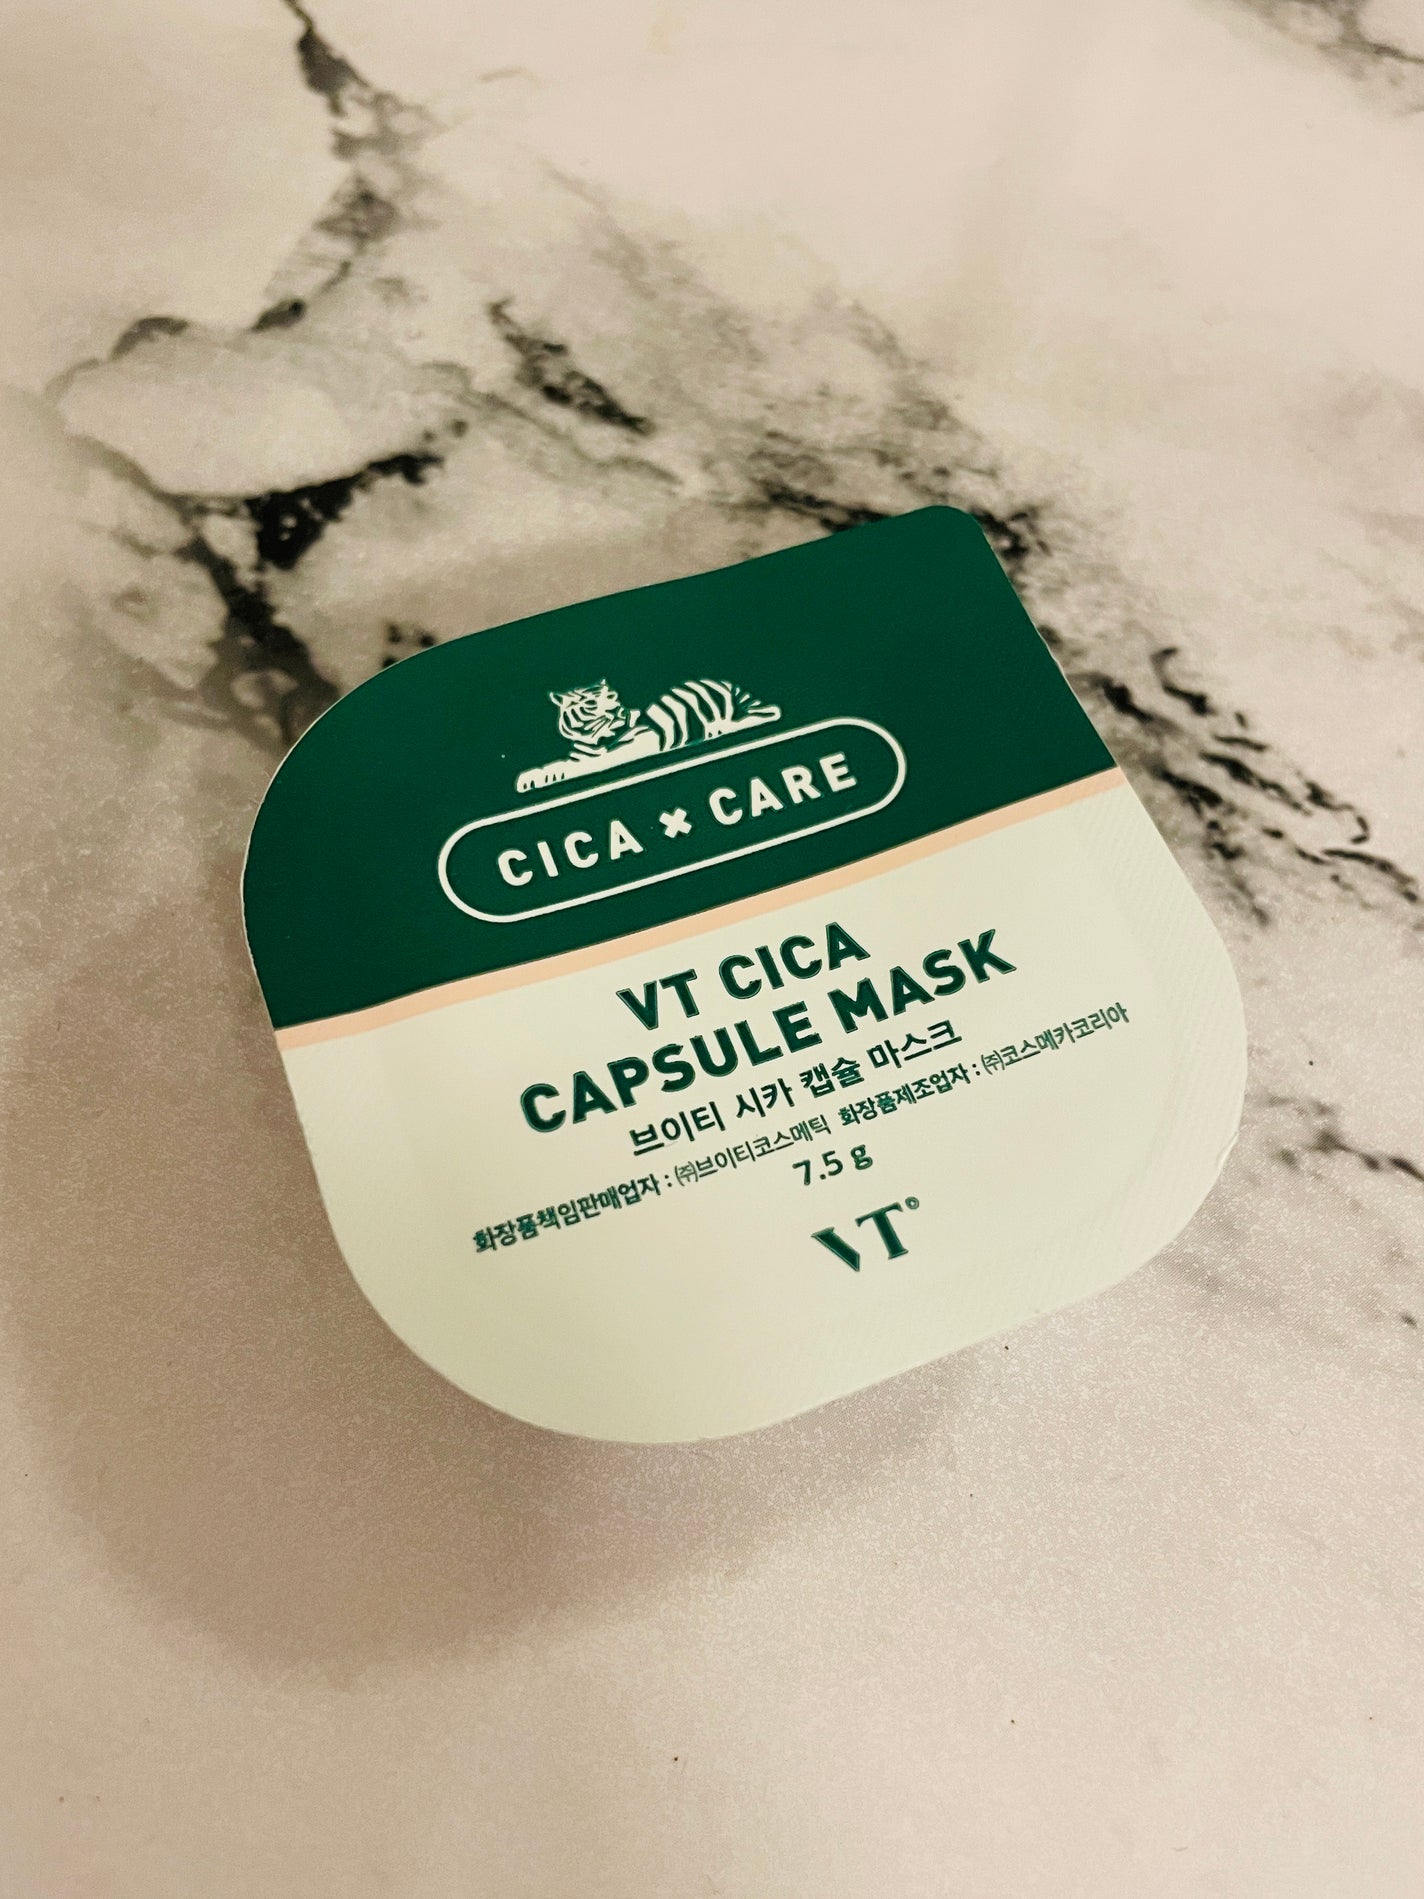 CICA × CARE
VT CICA
CAPSULE MASK
브이티 시카 캡슐 마스크
화장품책임판매업자 : ㈜브이티코스메틱 화장품제조업자 : ㈜코스메카코리아
7.5 g
VT®